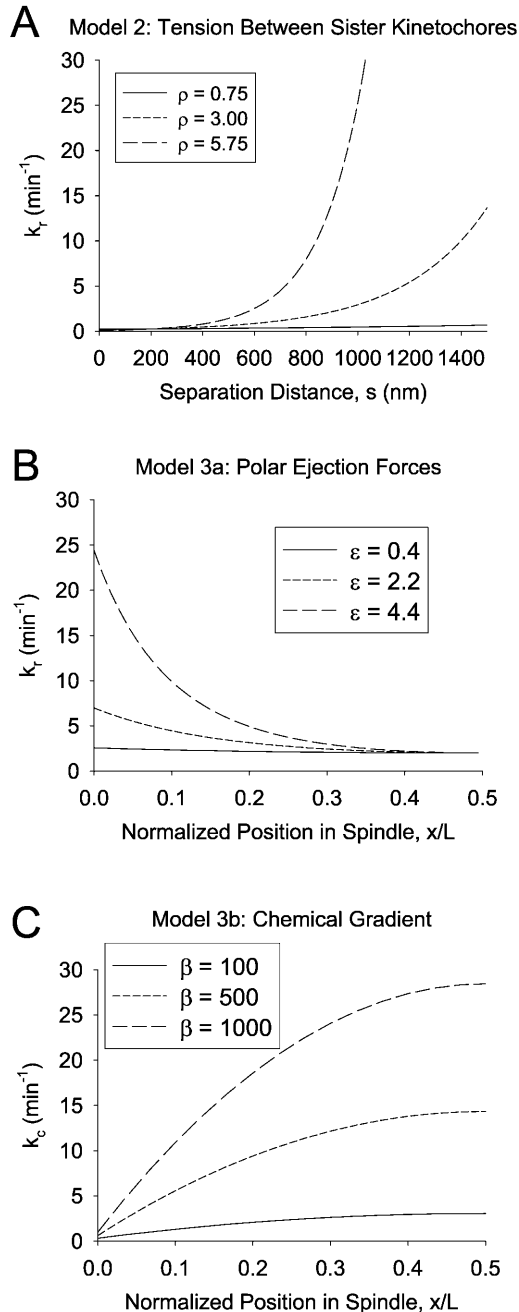 A
Model 2: Tension Between Sister Kinetochores
30
25
20
15
10
5
0
kr (min-1)
ρ = 0.75
ρ = 3.00
ρ = 5.75
0 200 400 600 800 1000 1200 1400
Separation Distance, s (nm)
B
Model 3a: Polar Ejection Forces
30
25
20
15
10
5
0
kr (min-1)
ε = 0.4
ε = 2.2
ε = 4.4
0.0 0.1 0.2 0.3 0.4 0.5
Normalized Position in Spindle, x/L
C
Model 3b: Chemical Gradient
30
25
20
15
10
5
0
kc (min-1)
β = 100
β = 500
β = 1000
0.0 0.1 0.2 0.3 0.4 0.5
Normalized Position in Spindle, x/L